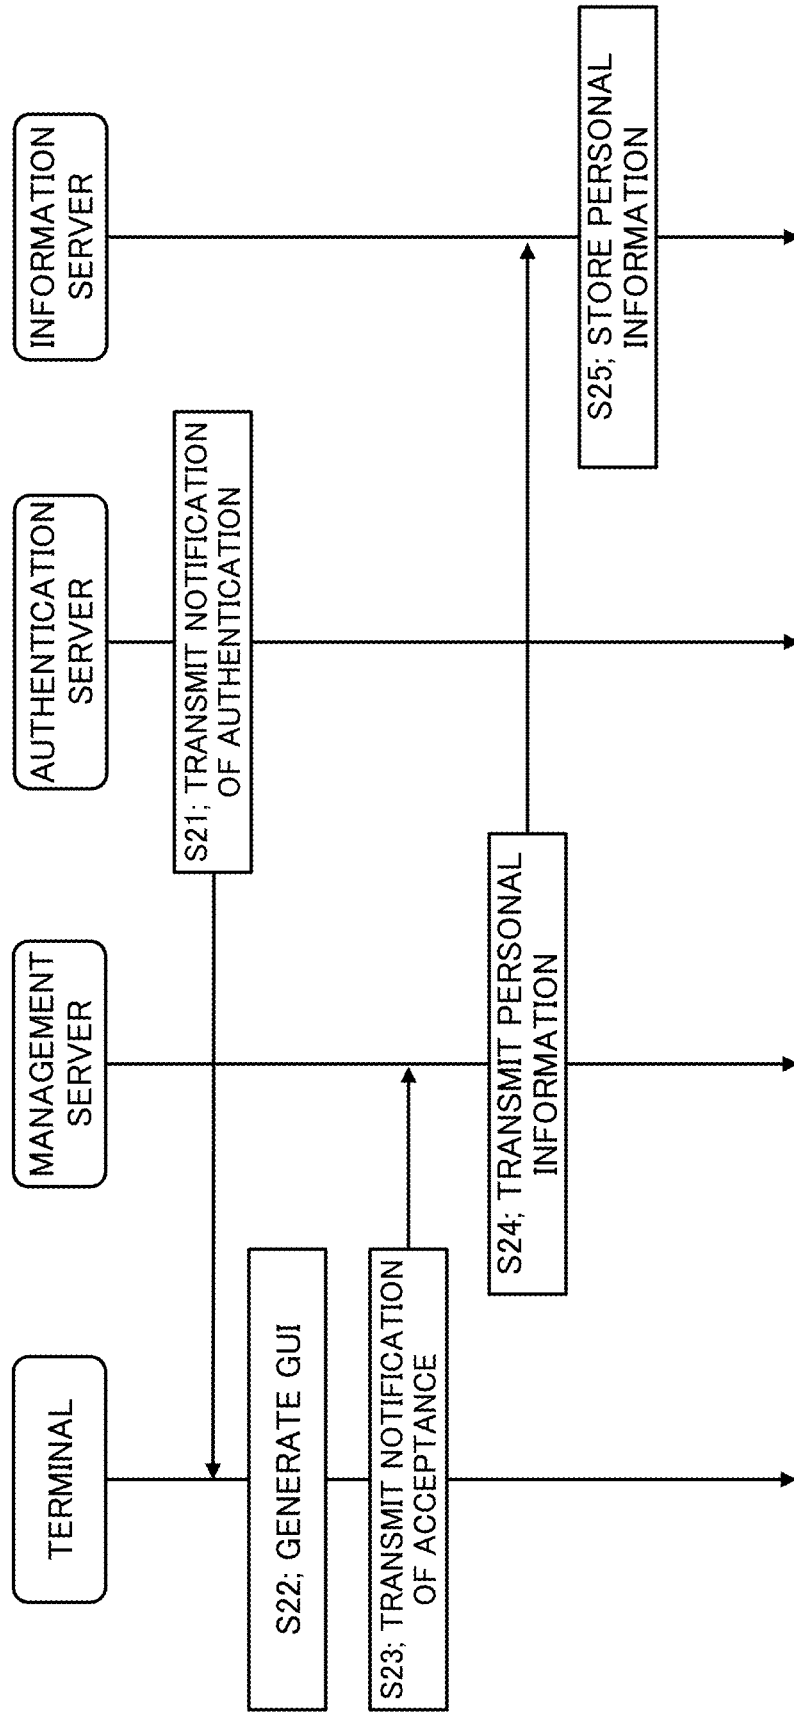 TERMINAL
MANAGEMENT
SERVER
AUTHENTICATION
SERVER
INFORMATION
SERVER
S21; TRANSMIT NOTIFICATION
OF AUTHENTICATION
S22; GENERATE GUI
S23; TRANSMIT NOTIFICATION
OF ACCEPTANCE
S24; TRANSMIT PERSONAL
INFORMATION
S25; STORE PERSONAL
INFORMATION